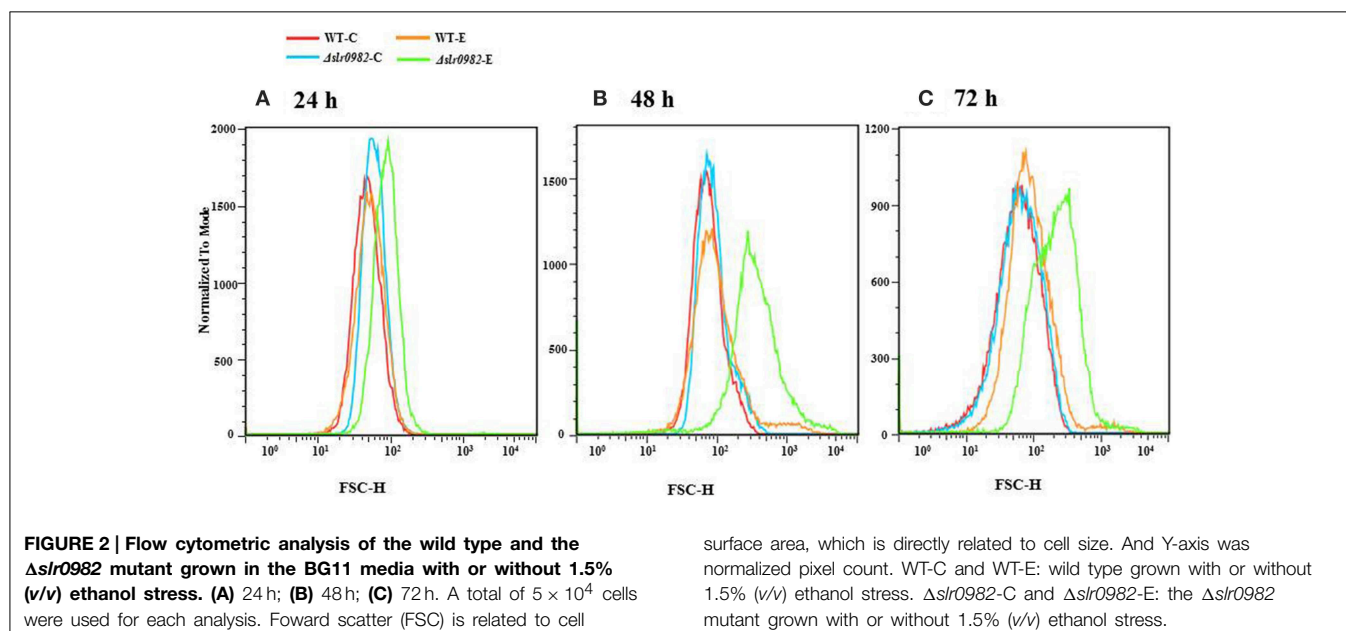 WT-C
WT-E
Δslr0982-C
Δslr0982-E
A 24 h
B 48 h
C 72 h
Normalized To Mode
2000
1500
1000
500
0
10⁰ 10¹ 10² 10³ 10⁴
FSC-H
1500
1000
500
0
10⁰ 10¹ 10² 10³ 10⁴
FSC-H
1200
900
600
300
0
10⁰ 10¹ 10² 10³ 10⁴
FSC-H
FIGURE 2 | Flow cytometric analysis of the wild type and the
Δslr0982 mutant grown in the BG11 media with or without 1.5%
(v/v) ethanol stress. (A) 24 h; (B) 48 h; (C) 72 h. A total of 5 × 10⁴ cells
were used for each analysis. Foward scatter (FSC) is related to cell
surface area, which is directly related to cell size. And Y-axis was
normalized pixel count. WT-C and WT-E: wild type grown with or without
1.5% (v/v) ethanol stress. Δslr0982-C and Δslr0982-E: the Δslr0982
mutant grown with or without 1.5% (v/v) ethanol stress.